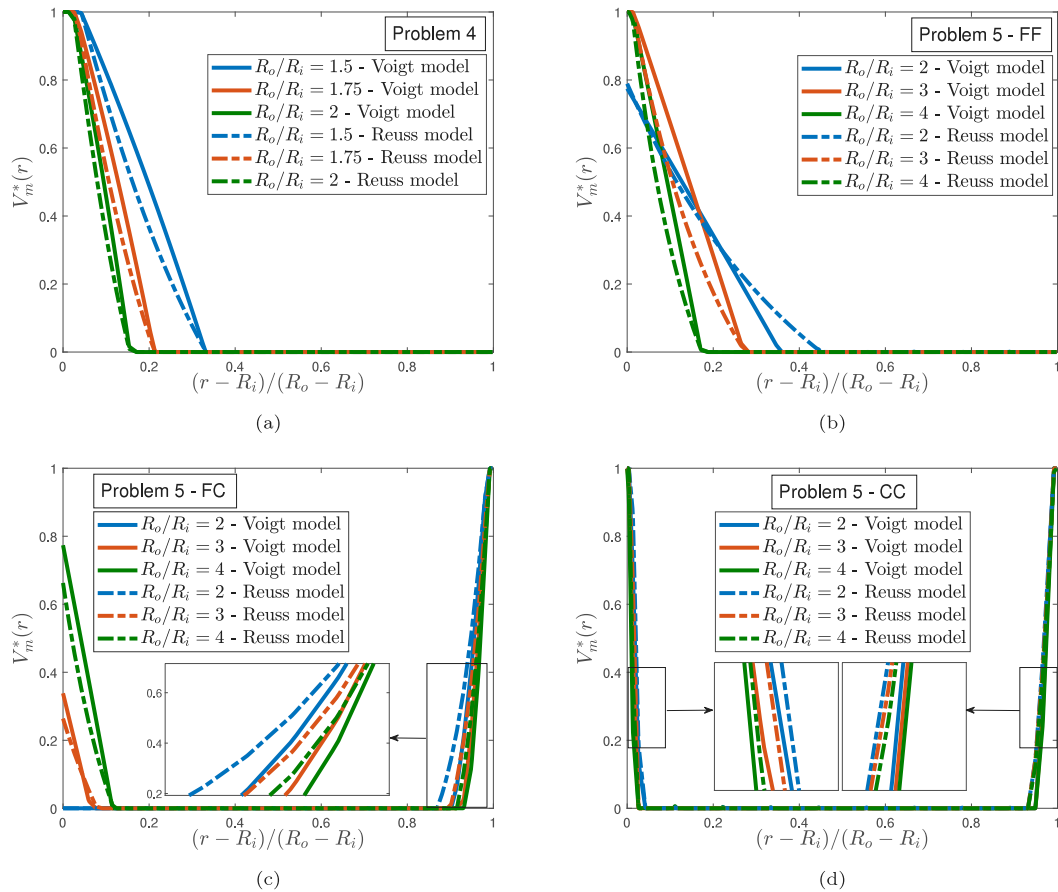 Problem 4
R_o/R_i = 1.5 - Voigt model
R_o/R_i = 1.75 - Voigt model
R_o/R_i = 2 - Voigt model
R_o/R_i = 1.5 - Reuss model
R_o/R_i = 1.75 - Reuss model
R_o/R_i = 2 - Reuss model
V_m^*(r)
1
0.8
0.6
0.4
0.2
0
0 0.2 0.4 0.6 0.8 1
(r − R_i)/(R_o − R_i)
(a)
Problem 5 - FF
R_o/R_i = 2 - Voigt model
R_o/R_i = 3 - Voigt model
R_o/R_i = 4 - Voigt model
R_o/R_i = 2 - Reuss model
R_o/R_i = 3 - Reuss model
R_o/R_i = 4 - Reuss model
V_m^*(r)
1
0.8
0.6
0.4
0.2
0
0 0.2 0.4 0.6 0.8 1
(r − R_i)/(R_o − R_i)
(b)
Problem 5 - FC
R_o/R_i = 2 - Voigt model
R_o/R_i = 3 - Voigt model
R_o/R_i = 4 - Voigt model
R_o/R_i = 2 - Reuss model
R_o/R_i = 3 - Reuss model
R_o/R_i = 4 - Reuss model
0,6
0.4
0,2
V_m^*(r)
1
0.8
0.6
0.4
0.2
0
0 0.2 0.4 0.6 0.8 1
(r − R_i)/(R_o − R_i)
(c)
Problem 5 - CC
R_o/R_i = 2 - Voigt model
R_o/R_i = 3 - Voigt model
R_o/R_i = 4 - Voigt model
R_o/R_i = 2 - Reuss model
R_o/R_i = 3 - Reuss model
R_o/R_i = 4 - Reuss model
V_m^*(r)
1
0.8
0.6
0.4
0.2
0
0 0.2 0.4 0.6 0.8 1
(r − R_i)/(R_o − R_i)
(d)